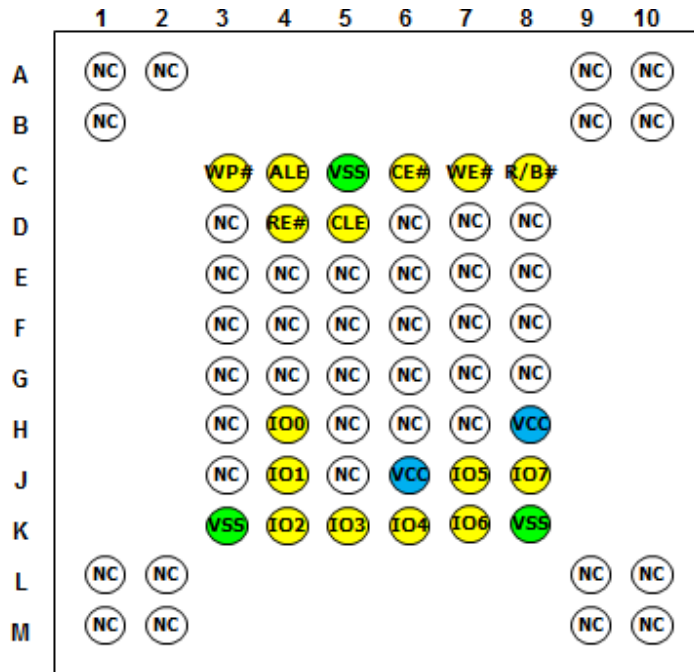 1 2 3 4 5 6 7 8 9 10
A NC NC NC NC
B NC NC NC
C WP# ALE VSS CE# WE# R/B#
D NC RE# CLE NC NC NC
E NC NC NC NC NC NC
F NC NC NC NC NC NC
G NC NC NC NC NC NC
H NC IO0 NC NC NC VCC
J NC IO1 NC VCC IO5 IO7
K VSS IO2 IO3 IO4 IO6 VSS
L NC NC NC NC
M NC NC NC NC